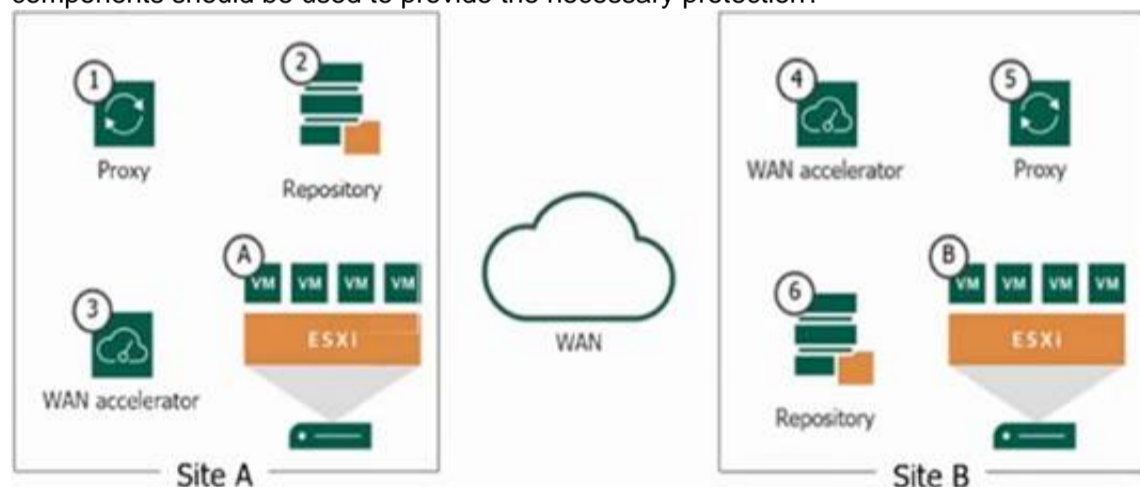 components should be used to provide the necessary protection?
1
Proxy
2
Repository
3
WAN accelerator
A
VM VM VM VM
ESXi
Site A
WAN
4
WAN accelerator
5
Proxy
6
Repository
B
VM VM VM VM
ESXi
Site B